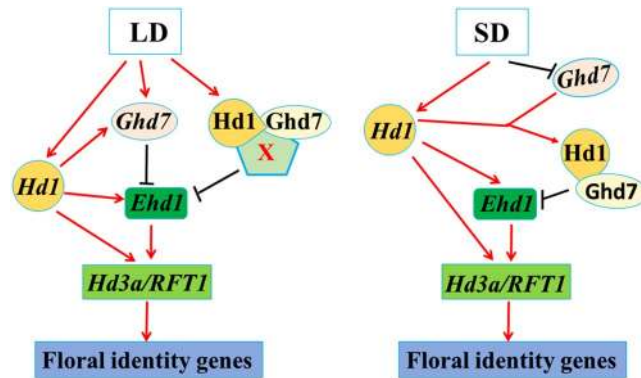 LD
Ghd7
Hd1
Ghd7
X
Hd1
Ehd1
Hd3a/RFT1
Floral identity genes
SD
Ghd7
Hd1
Hd1
Ghd7
Ehd1
Hd3a/RFT1
Floral identity genes